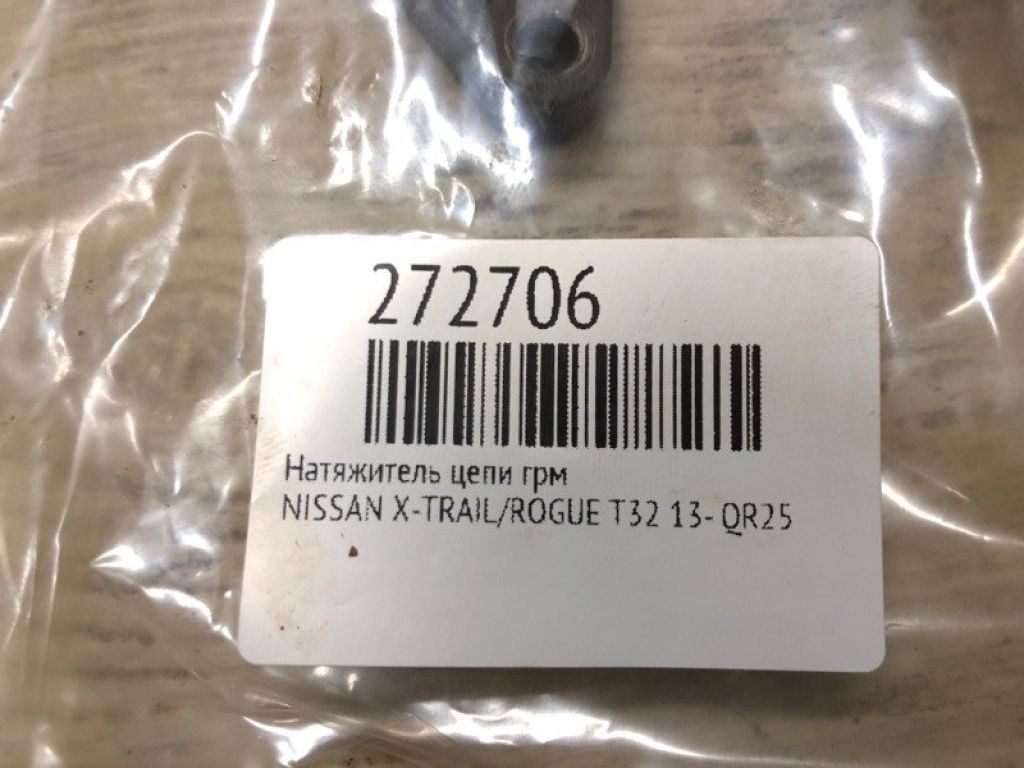 272706
Натяжитель цепи грм
NISSAN X-TRAIL/ROGUE T32 13- QR25